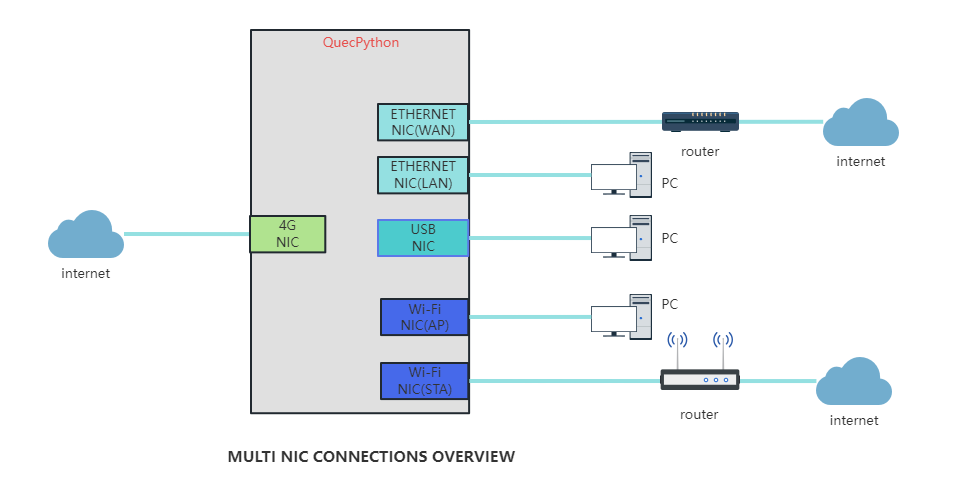 QuecPython
ETHERNET
NIC(WAN)
router
internet
ETHERNET
NIC(LAN)
PC
4G
NIC
internet
USB
NIC
PC
Wi-Fi
NIC(AP)
PC
Wi-Fi
NIC(STA)
router
internet
MULTI NIC CONNECTIONS OVERVIEW